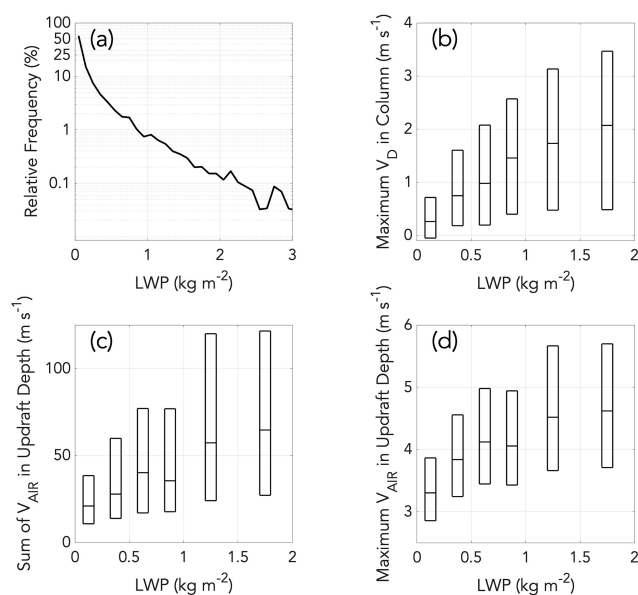 (a)
Relative Frequency (%)
100
50
25
10
1
0.1
0 1 2 3
LWP (kg m-2)
(b)
Maximum VD in Column (m s-1)
4
3
2
1
0
0 0.5 1 1.5 2
LWP (kg m-2)
(c)
Sum of VAIR in Updraft Depth (m s-1)
100
50
0
0 0.5 1 1.5 2
LWP (kg m-2)
(d)
Maximum VAIR in Updraft Depth (m s-1)
6
5
4
3
0 0.5 1 1.5 2
LWP (kg m-2)